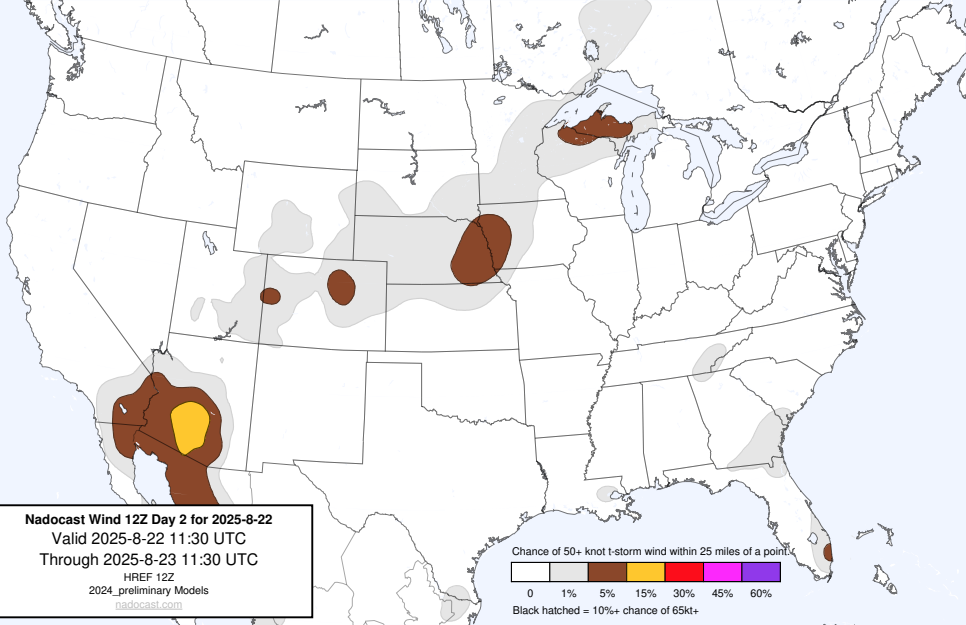 Nadocast Wind 12Z Day 2 for 2025-8-22
Valid 2025-8-22 11:30 UTC
Through 2025-8-23 11:30 UTC
HREF 12Z
2024_preliminary Models
nadocast.com
Chance of 50+ knot t-storm wind within 25 miles of a point.
0 1% 5% 15% 30% 45% 60%
Black hatched = 10%+ chance of 65kt+